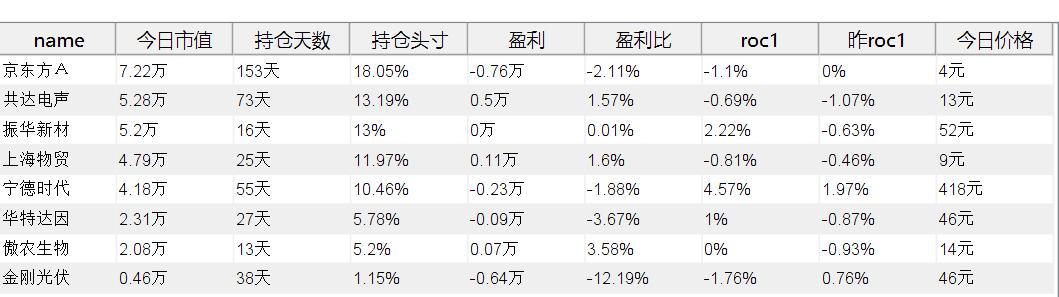 name 今日市值 持仓天数 持仓头寸 盈利 盈利比 roc1 昨roc1 今日价格
京东方A 7.22万 153天 18.05% -0.76万 -2.11% -1.1% 0% 4元
共达电声 5.28万 73天 13.19% 0.5万 1.57% -0.69% -1.07% 13元
振华新材 5.2万 16天 13% 0万 0.01% 2.22% -0.63% 52元
上海物贸 4.79万 25天 11.97% 0.11万 1.6% -0.81% -0.46% 9元
宁德时代 4.18万 55天 10.46% -0.23万 -1.88% 4.57% 1.97% 418元
华特达因 2.31万 27天 5.78% -0.09万 -3.67% 1% -0.87% 46元
傲农生物 2.08万 13天 5.2% 0.07万 3.58% 0% -0.93% 14元
金刚光伏 0.46万 38天 1.15% -0.64万 -12.19% -1.76% 0.76% 46元